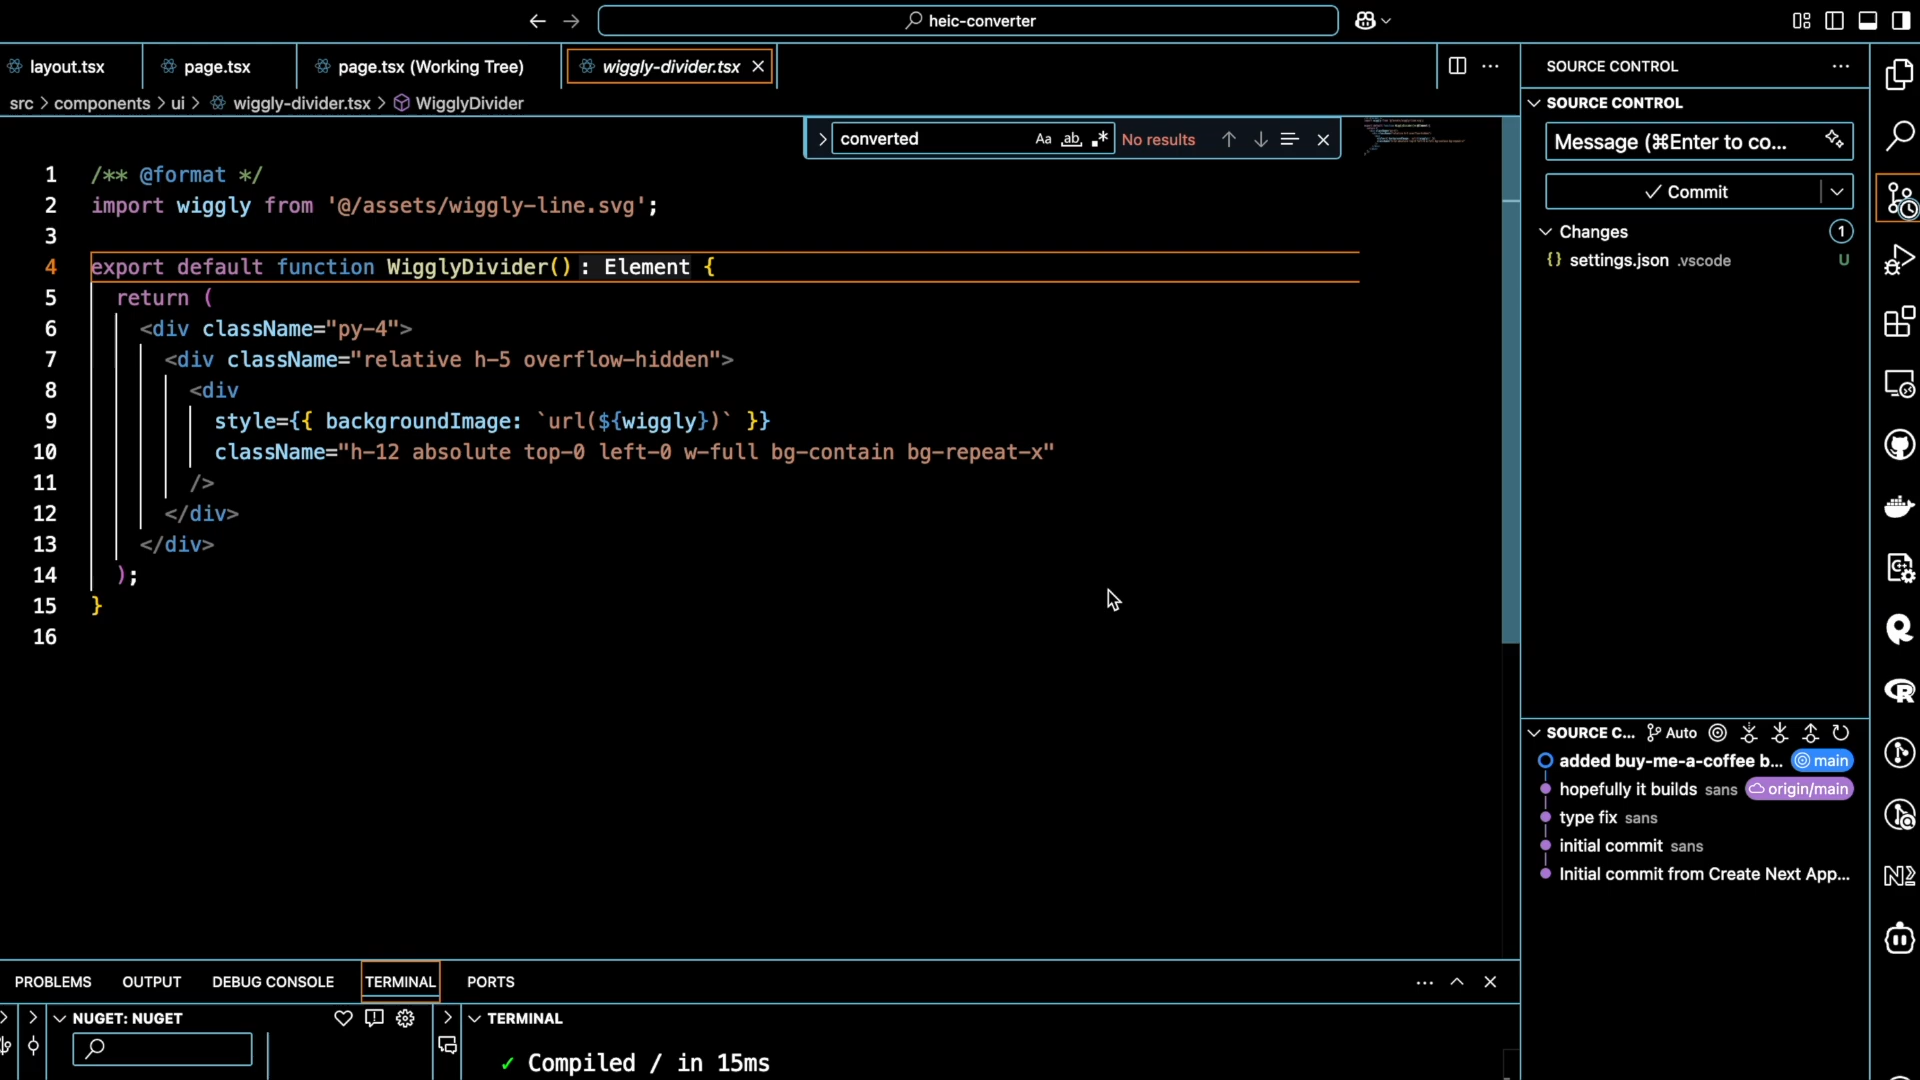 heic-converter
layout.tsx
page.tsx
page.tsx (Working Tree)
wiggly-divider.tsx
src > components > ui > wiggly-divider.tsx > WigglyDivider
converted
Aa
ab
.*
No results
1 /** @format */
2 import wiggly from '@/assets/wiggly-line.svg';
3
4 export default function WigglyDivider(): Element {
5 return (
6 <div className="py-4">
7 <div className="relative h-5 overflow-hidden">
8 <div
9 style={{ backgroundImage: `url(${wiggly})` }}
10 className="h-12 absolute top-0 left-0 w-full bg-contain bg-repeat-x"
11 />
12 </div>
13 </div>
14 );
15 }
16
SOURCE CONTROL
SOURCE CONTROL
Message (⌘Enter to co...
✓ Commit
Changes 1
{} settings.json .vscode U
SOURCE C... Auto
added buy-me-a-coffee b... main
hopefully it builds sans origin/main
type fix sans
initial commit sans
Initial commit from Create Next App...
PROBLEMS
OUTPUT
DEBUG CONSOLE
TERMINAL
PORTS
NUGET: NUGET
TERMINAL
✓ Compiled / in 15ms